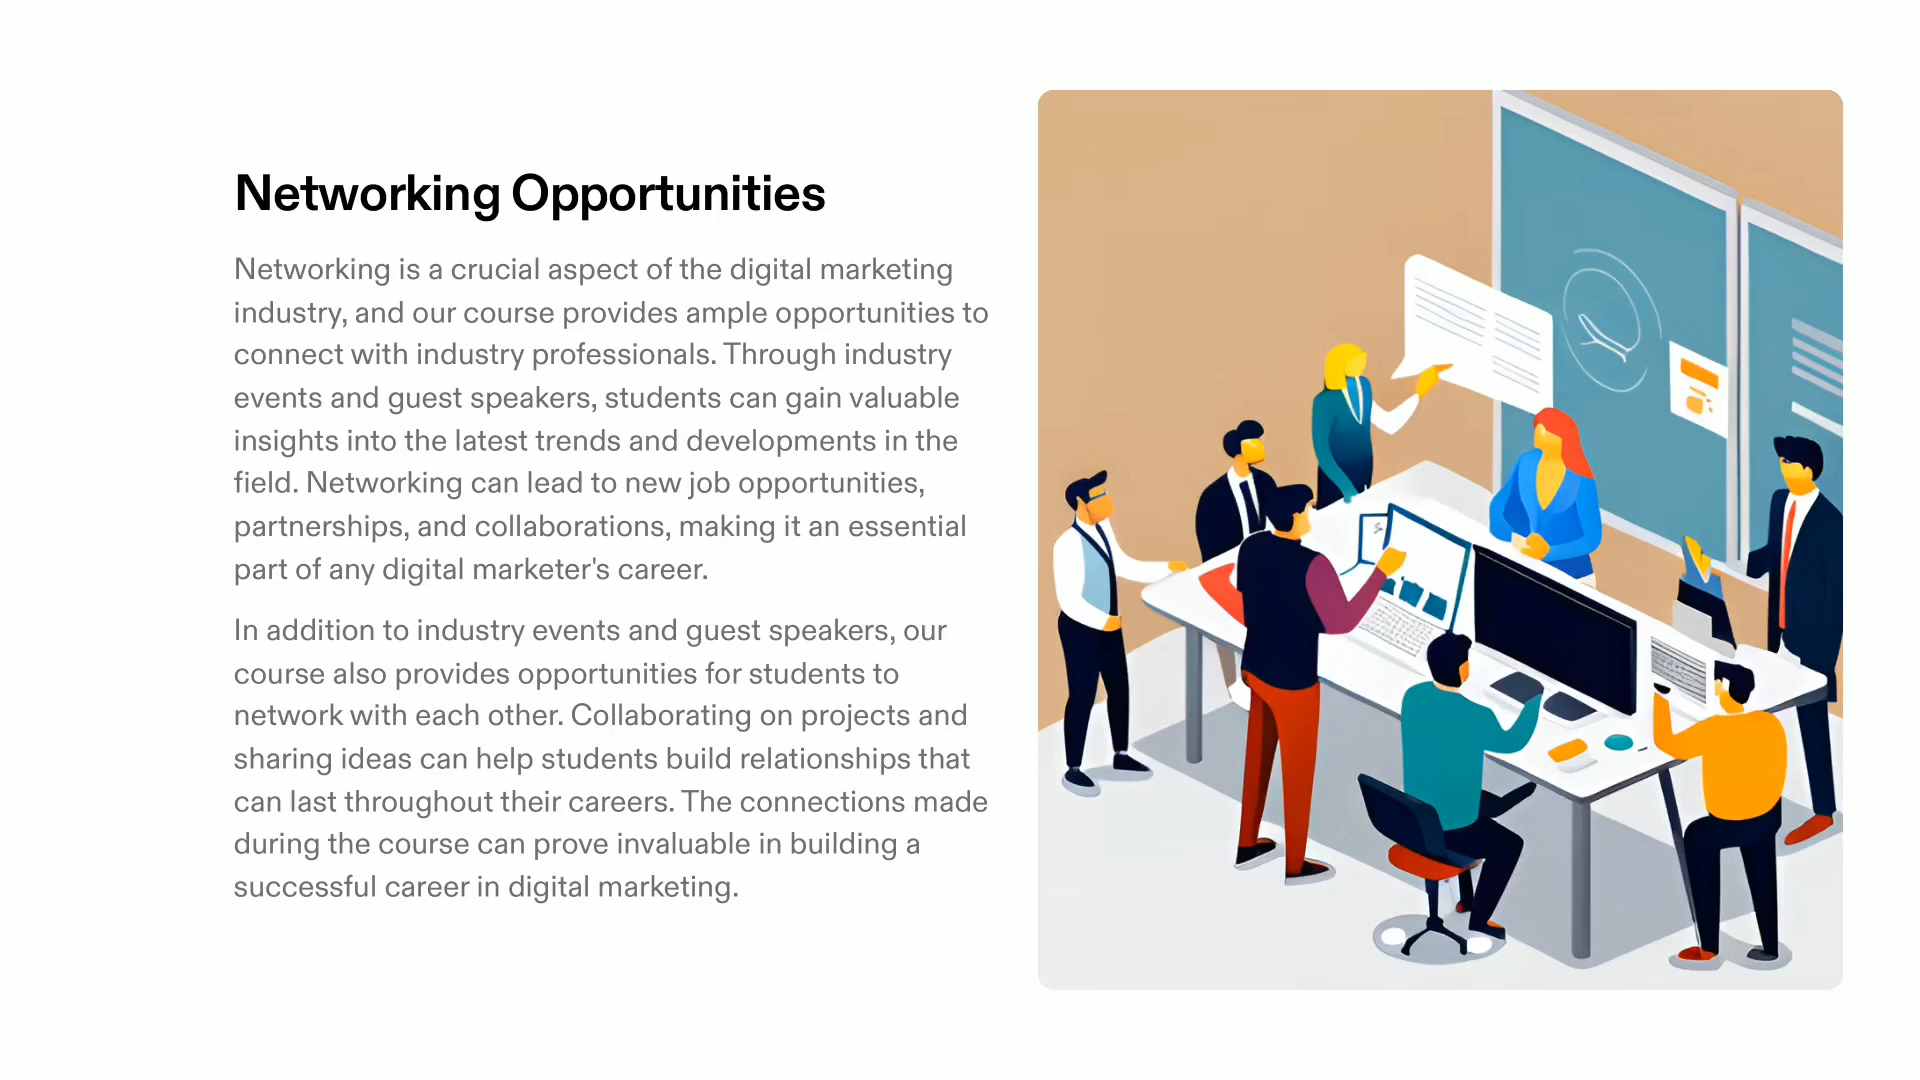 Networking Opportunities
Networking is a crucial aspect of the digital marketing
industry, and our course provides ample opportunities to
connect with industry professionals. Through industry
events and guest speakers, students can gain valuable
insights into the latest trends and developments in the
field. Networking can lead to new job opportunities,
partnerships, and collaborations, making it an essential
part of any digital marketer's career.
In addition to industry events and guest speakers, our
course also provides opportunities for students to
network with each other. Collaborating on projects and
sharing ideas can help students build relationships that
can last throughout their careers. The connections made
during the course can prove invaluable in building a
successful career in digital marketing.